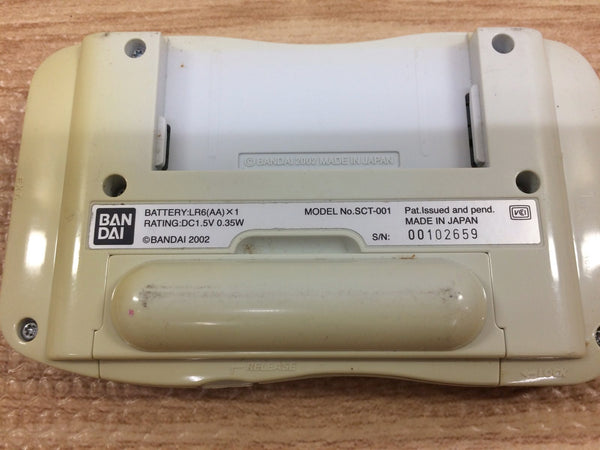 © BANDAI 2002 MADE IN JAPAN
BAN
DAI
BATTERY:LR6(AA)×1
RATING:DC1.5V 0.35W
©BANDAI 2002
MODEL No.SCT-001
S/N: 00102659
Pat.Issued and pend.
MADE IN JAPAN
VCI
RELEASE
LOCK